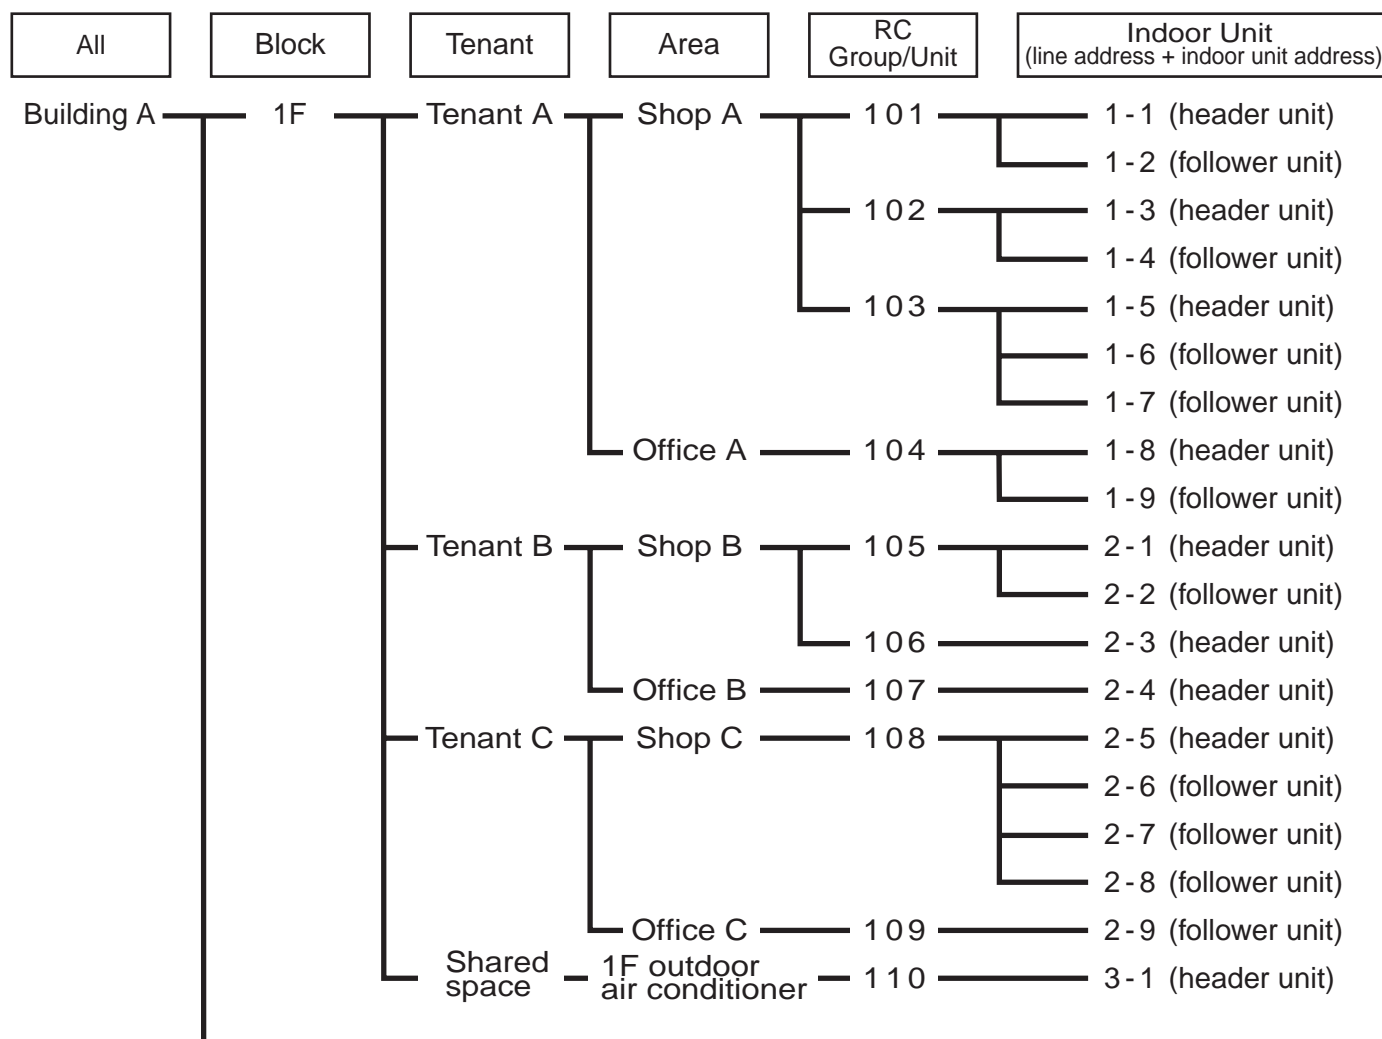 All Block Tenant Area RC Group/Unit Indoor Unit (line address + indoor unit address)
Building A 1F Tenant A Shop A 101 1-1 (header unit)
1-2 (follower unit)
102 1-3 (header unit)
1-4 (follower unit)
103 1-5 (header unit)
1-6 (follower unit)
1-7 (follower unit)
Office A 104 1-8 (header unit)
1-9 (follower unit)
Tenant B Shop B 105 2-1 (header unit)
2-2 (follower unit)
106 2-3 (header unit)
Office B 107 2-4 (header unit)
Tenant C Shop C 108 2-5 (header unit)
2-6 (follower unit)
2-7 (follower unit)
2-8 (follower unit)
Office C 109 2-9 (follower unit)
Shared space 1F outdoor air conditioner 110 3-1 (header unit)